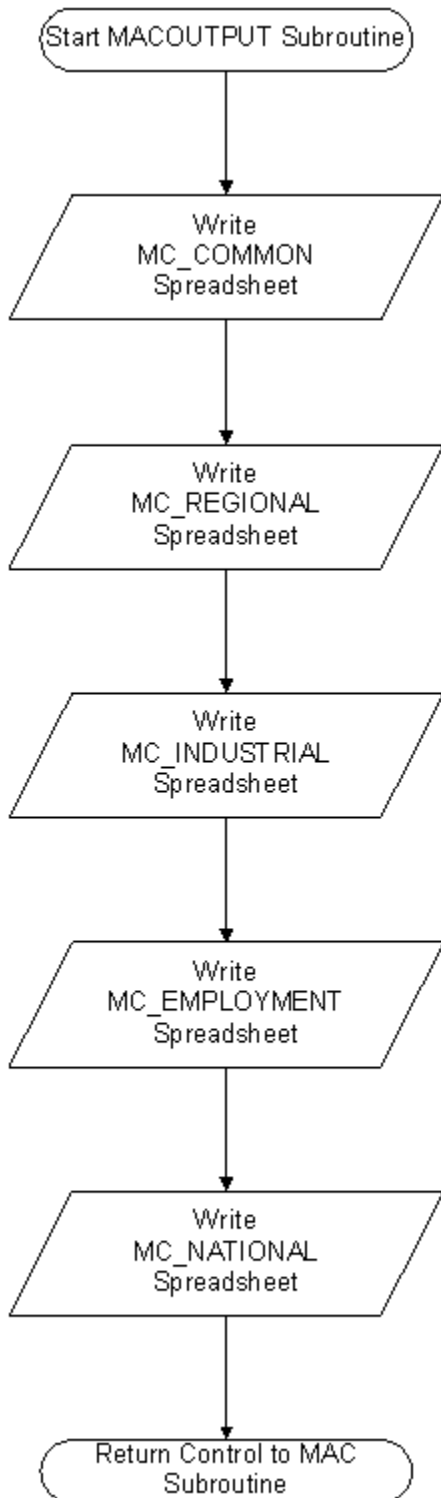 Start MACOUTPUT Subroutine
Write
MC_COMMON
Spreadsheet
Write
MC_REGIONAL
Spreadsheet
Write
MC_INDUSTRIAL
Spreadsheet
Write
MC_EMPLOYMENT
Spreadsheet
Write
MC_NATIONAL
Spreadsheet
Return Control to MAC
Subroutine